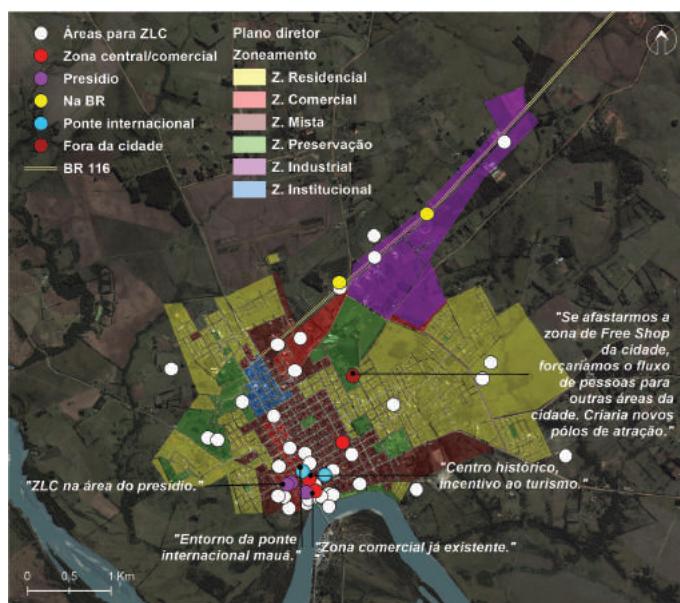 Áreas para ZLC
Zona central/comercial
Presídio
Na BR
Ponte internacional
Fora da cidade
BR 116
Plano diretor
Zoneamento
Z. Residencial
Z. Comercial
Z. Mista
Z. Preservação
Z. Industrial
Z. Institucional
"Se afastarmos a
zona de Free Shop
da cidade,
forçaríamos o fluxo
de pessoas para
outras áreas da
cidade. Criaria novos
pólos de atração."
"Centro histórico,
incentivo ao turismo."
"ZLC na área do presídio."
"Entorno da ponte
internacional mauá."
"Zona comercial já existente."
0 0,5 1 Km